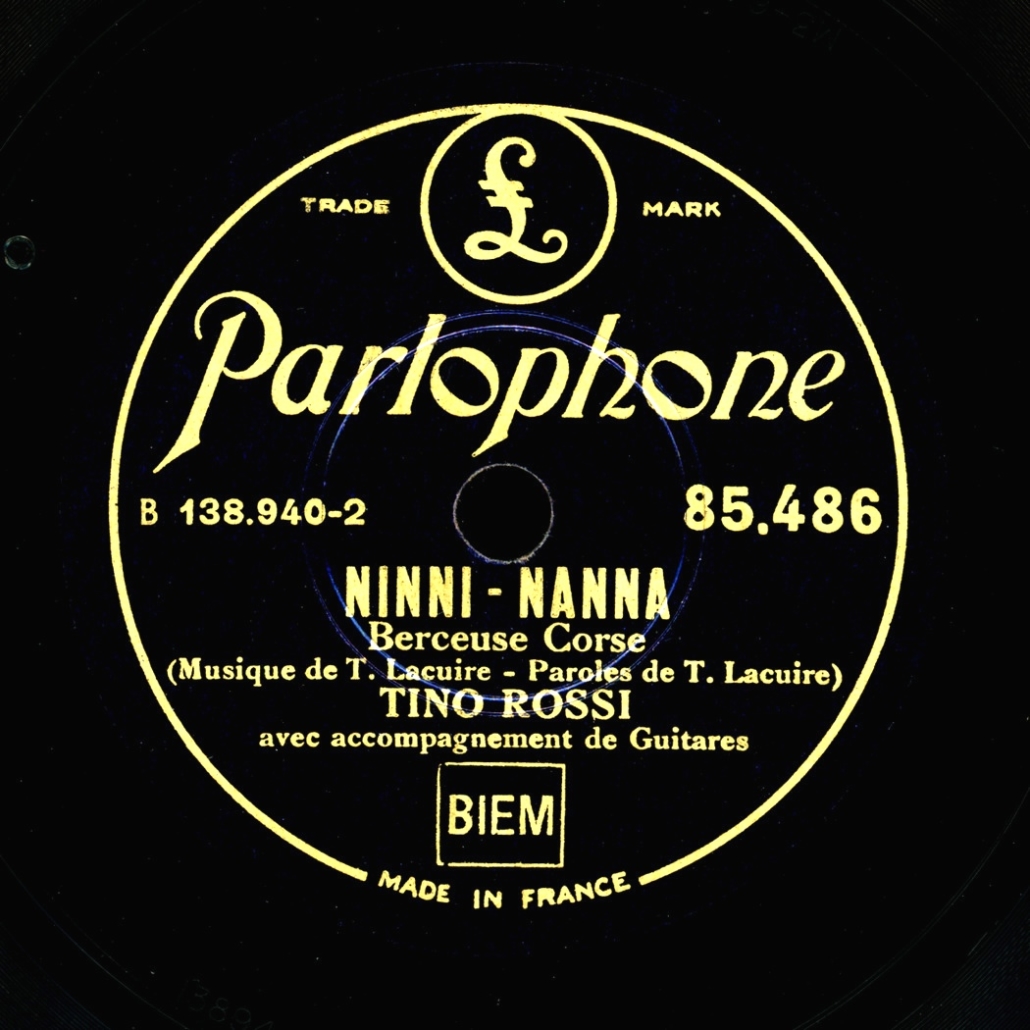 TRADE £ MARK
Parlophone
B 138.940-2 85.486
NINNI - NANNA
Berceuse Corse
(Musique de T. Lacuire - Paroles de T. Lacuire)
TINO ROSSI
avec accompagnement de Guitares
BIEM
MADE IN FRANCE